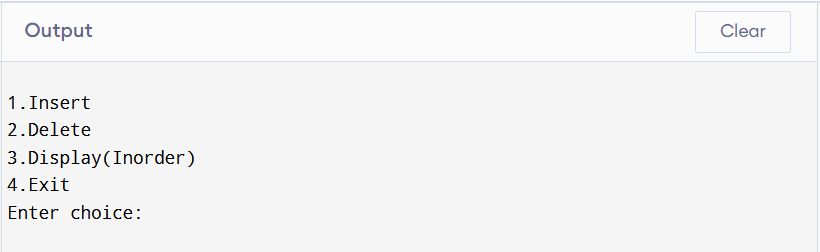 Output
Clear
1.Insert
2.Delete
3.Display(Inorder)
4.Exit
Enter choice: